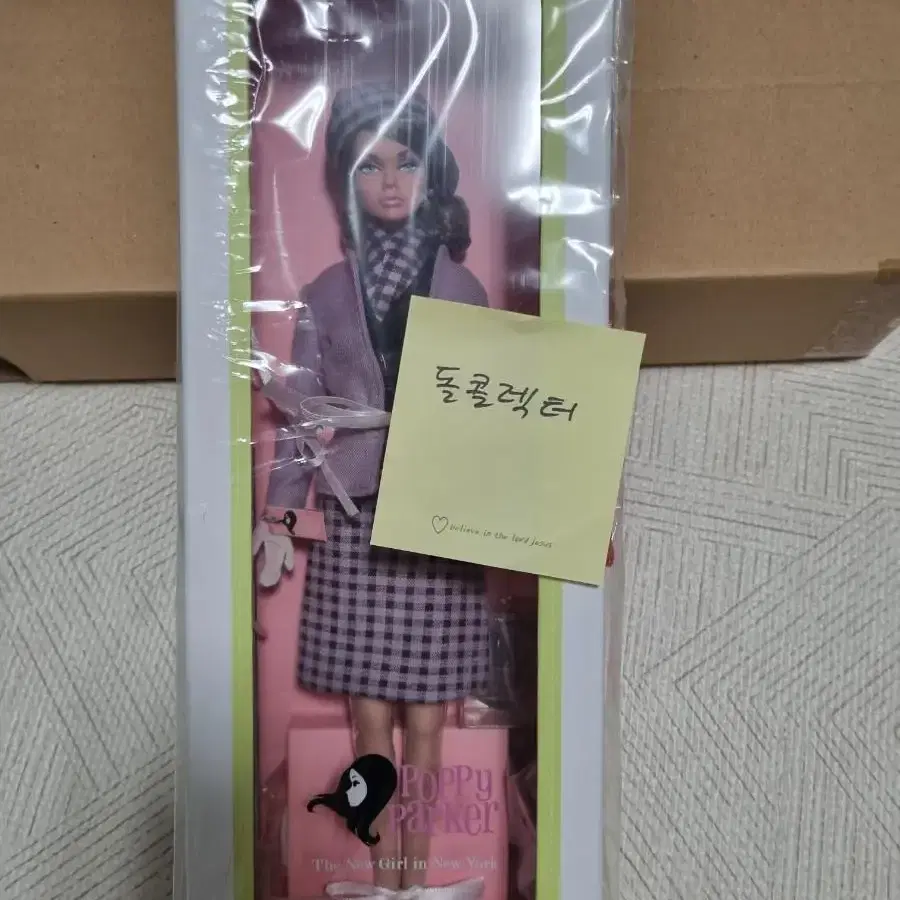 돌콜렉터
♡ believe in the lord jesus
POPPY
PARKER
The New Girl in New York